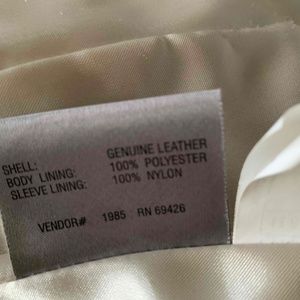 SHELL: GENUINE LEATHER
BODY LINING: 100% POLYESTER
SLEEVE LINING: 100% NYLON
VENDOR# 1985 RN 69426